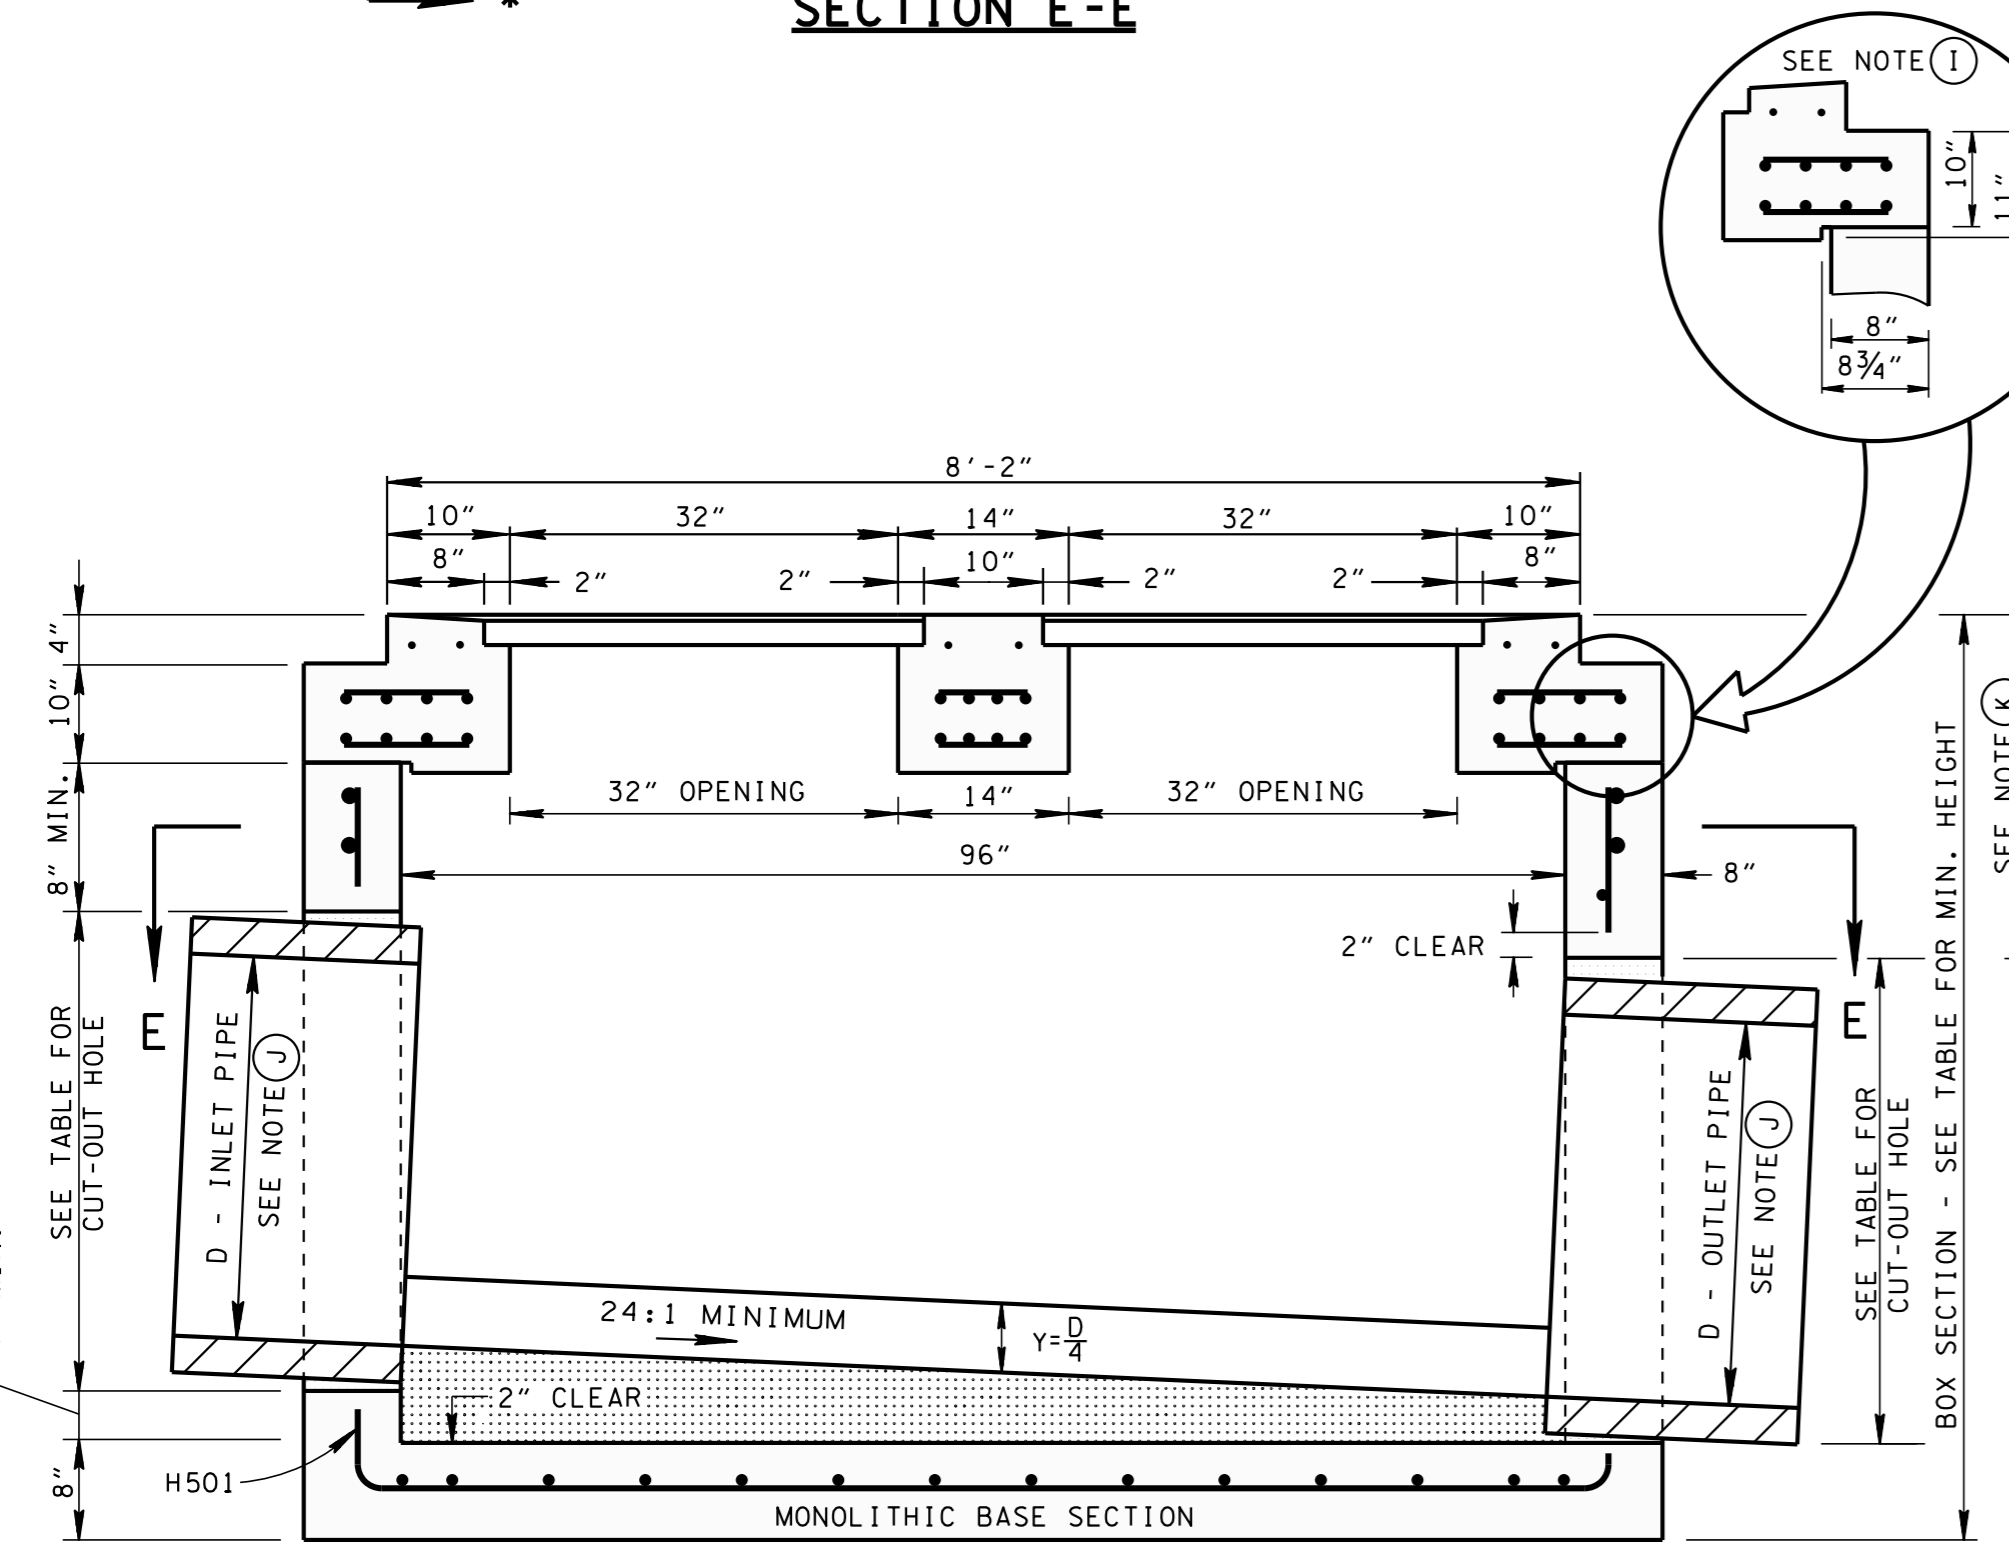 *
SECTION E-E
SEE NOTE I
10"
11"
8"
8¾"
8'-2"
10"
32"
14"
32"
10"
8"
2"
2"
10"
2"
2"
8"
4"
10"
8" MIN.
32" OPENING
14"
32" OPENING
96"
8"
2" CLEAR
SEE NOTE K
E
E
SEE TABLE FOR
CUT-OUT HOLE
D - INLET PIPE
SEE NOTE J
D - OUTLET PIPE
SEE NOTE J
SEE TABLE FOR
CUT-OUT HOLE
BOX SECTION - SEE TABLE FOR MIN. HEIGHT
24:1 MINIMUM
Y=D/4
2" CLEAR
H501
8"
MONOLITHIC BASE SECTION